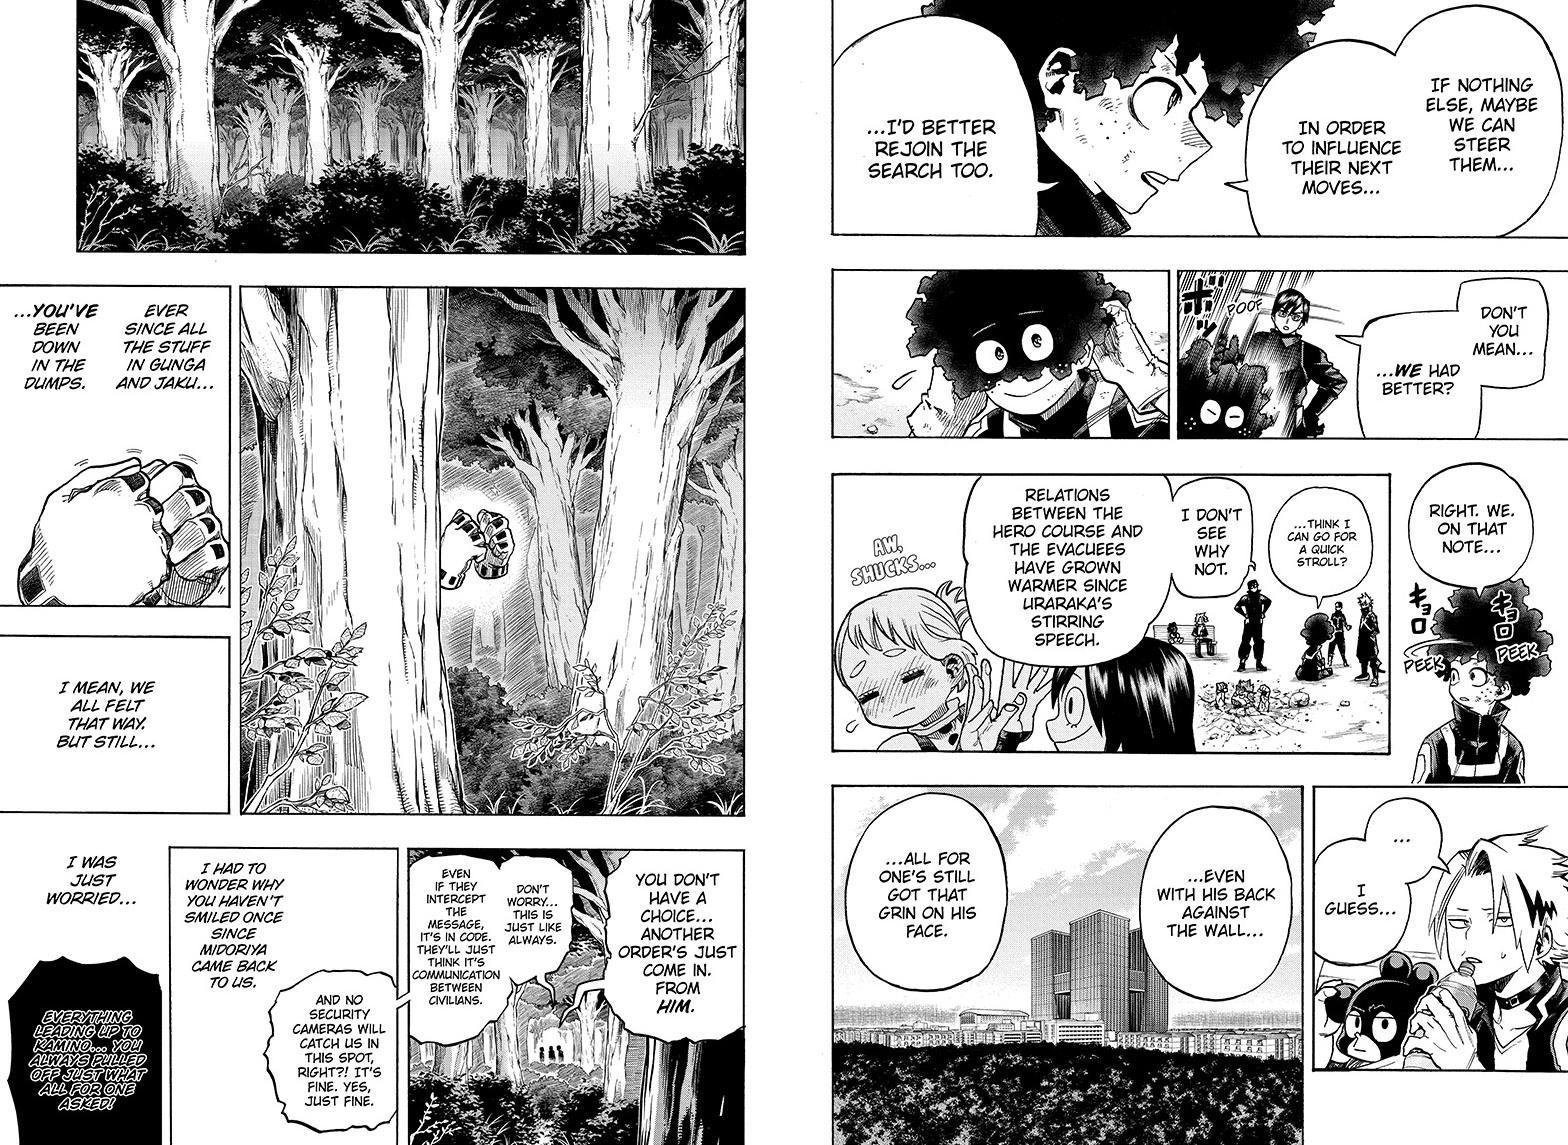 IF NOTHING
ELSE, MAYBE
WE CAN
STEER
THEM...
IN ORDER
TO INFLUENCE
THEIR NEXT
MOVES...
...I'D BETTER
REJOIN THE
SEARCH TOO.
DON'T
YOU
MEAN...
...WE HAD
BETTER?
ボッ
POOF
RIGHT. WE.
ON THAT
NOTE...
キョロ
キョロ
PEEK
PEEK
...THINK I
CAN GO FOR
A QUICK
STROLL?
I DON'T
SEE
WHY
NOT.
RELATIONS
BETWEEN THE
HERO COURSE AND
THE EVACUEES
HAVE GROWN
WARMER SINCE
URARAKA'S
STIRRING
SPEECH.
AW,
SHUCKS...
...
I
GUESS...
...EVEN
WITH HIS BACK
AGAINST
THE WALL...
...ALL FOR
ONE'S STILL
GOT THAT
GRIN ON HIS
FACE.
EVER
SINCE ALL
THE STUFF
IN GUNGA
AND JAKU...
...YOU'VE
BEEN
DOWN
IN THE
DUMPS.
I MEAN, WE
ALL FELT
THAT WAY.
BUT STILL...
YOU DON'T
HAVE A
CHOICE...
ANOTHER
ORDER'S JUST
COME IN.
FROM
HIM.
DON'T
WORRY...
THIS IS
JUST LIKE
ALWAYS.
EVEN
IF THEY
INTERCEPT
THE
MESSAGE,
IT'S IN CODE.
THEY'LL JUST
THINK IT'S
COMMUNICATION
BETWEEN
CIVILIANS.
AND NO
SECURITY
CAMERAS WILL
CATCH US IN
THIS SPOT,
RIGHT?! IT'S
FINE. YES,
JUST FINE.
I HAD TO
WONDER WHY
YOU HAVEN'T
SMILED ONCE
SINCE
MIDORIYA
CAME BACK
TO US.
I WAS
JUST
WORRIED...
EVERYTHING
LEADING UP TO
KAMINO... YOU
ALWAYS PULLED
OFF JUST WHAT
ALL FOR ONE
ASKED!